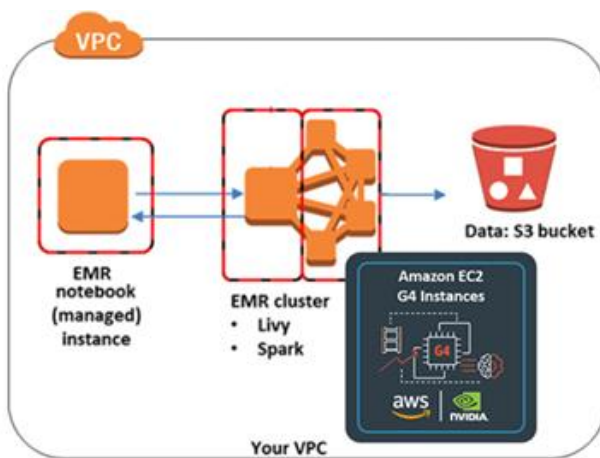 VPC
EMR
notebook
(managed)
instance
EMR cluster
• Livy
• Spark
Data: S3 bucket
Amazon EC2
G4 Instances
G4
aws
NVIDIA
Your VPC